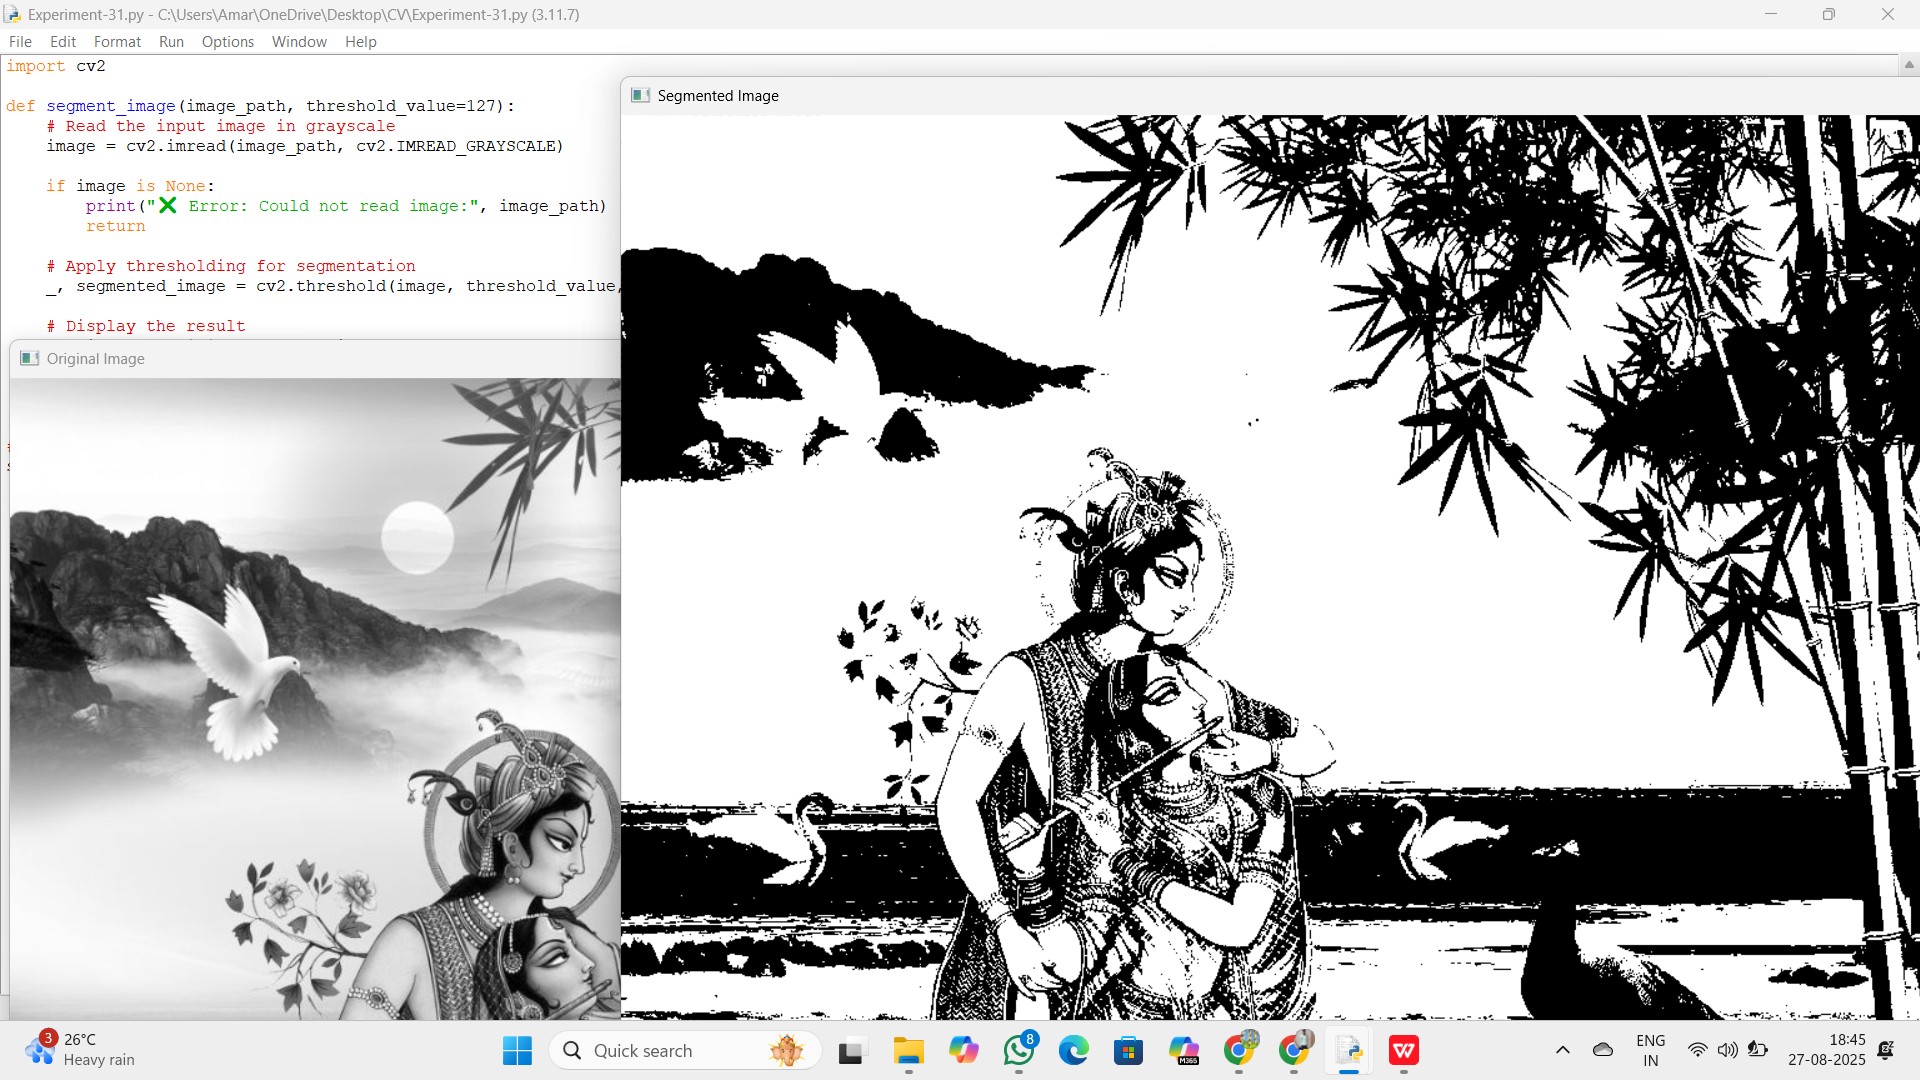 Experiment-31.py - C:\Users\Amar\OneDrive\Desktop\CV\Experiment-31.py (3.11.7)
File Edit Format Run Options Window Help
import cv2
def segment_image(image_path, threshold_value=127):
# Read the input image in grayscale
image = cv2.imread(image_path, cv2.IMREAD_GRAYSCALE)
if image is None:
print("❌ Error: Could not read image:", image_path)
return
# Apply thresholding for segmentation
_, segmented_image = cv2.threshold(image, threshold_value,
# Display the result
Segmented Image
Original Image
3
26°C
Heavy rain
Quick search
8
M365
ENG
IN
18:45
27-08-2025